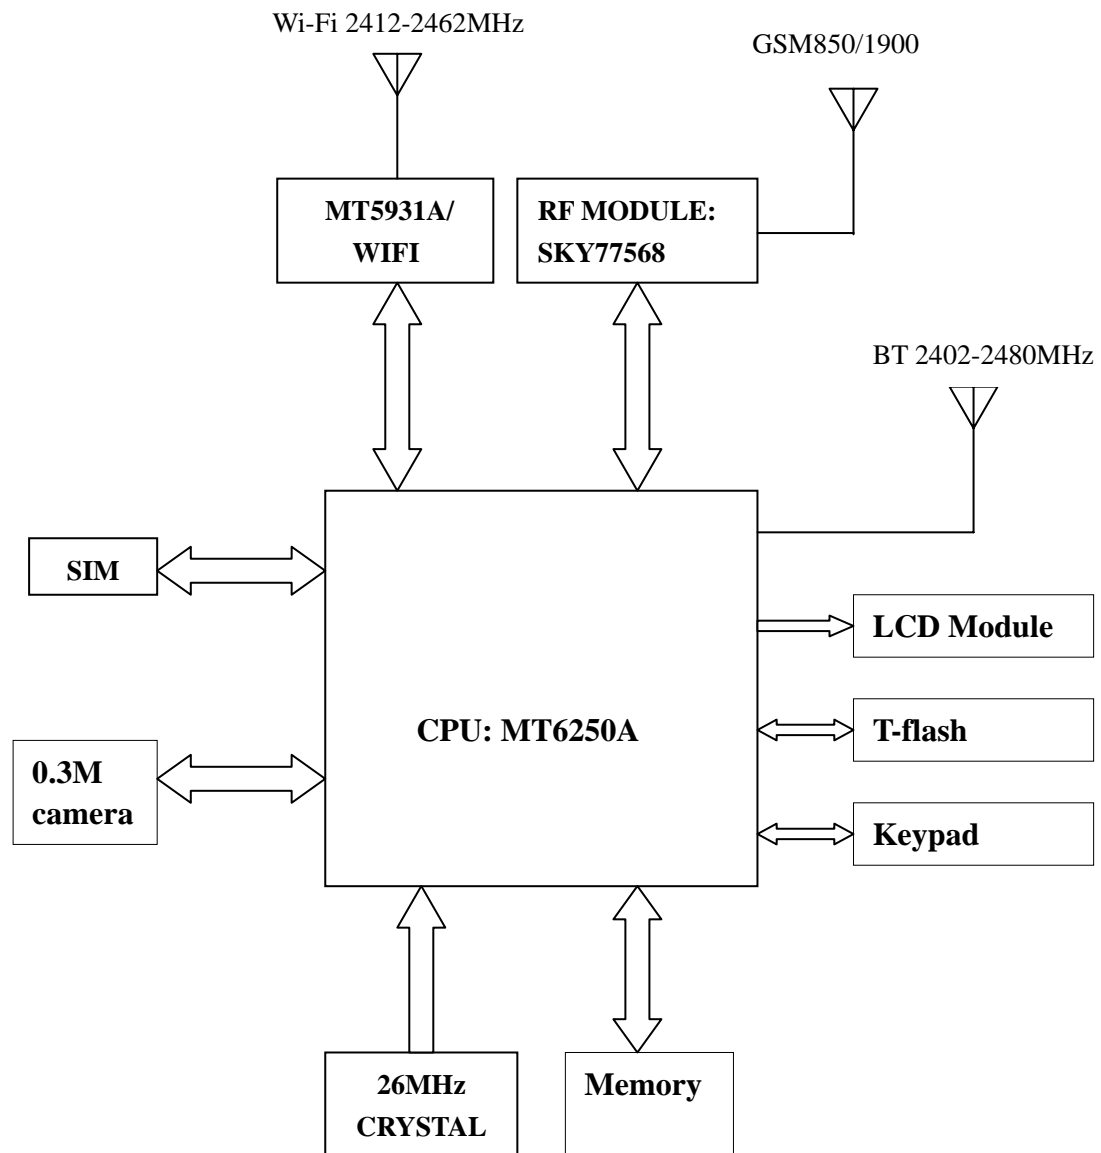 Wi-Fi 2412-2462MHz
GSM850/1900
MT5931A/
WIFI
RF MODULE:
SKY77568
BT 2402-2480MHz
SIM
LCD Module
CPU: MT6250A
T-flash
0.3M
camera
Keypad
26MHz
CRYSTAL
Memory